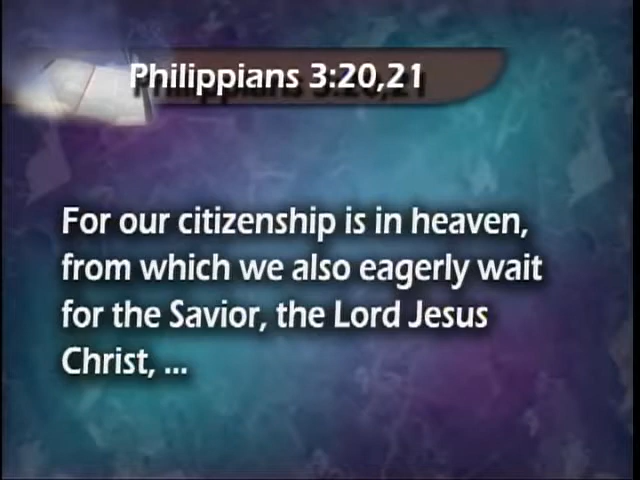 Philippians 3:20,21
For our citizenship is in heaven,
from which we also eagerly wait
for the Savior, the Lord Jesus
Christ, ...